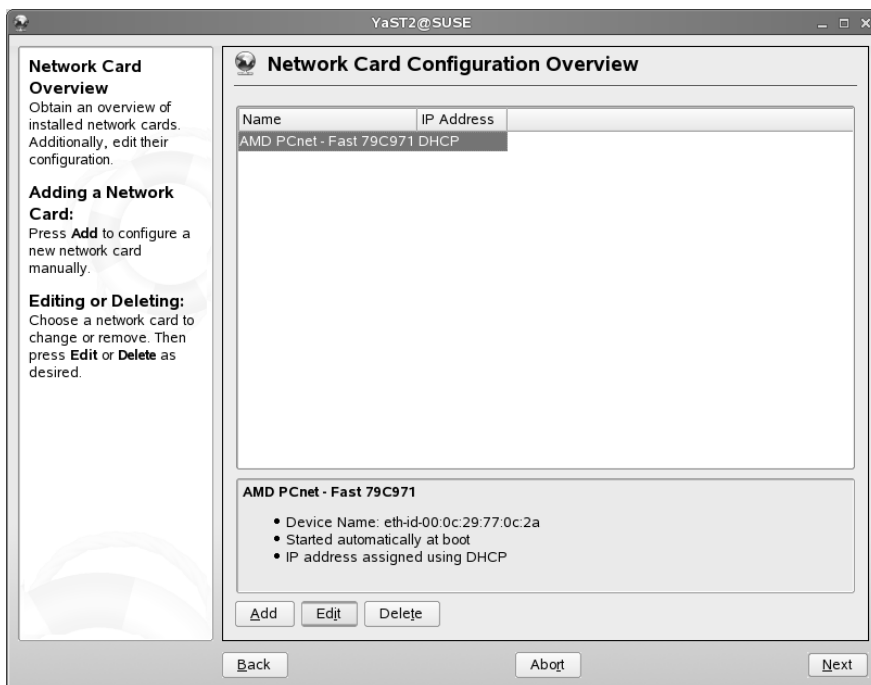 YaST2@SUSE
Network Card
Overview
Obtain an overview of
installed network cards.
Additionally, edit their
configuration.
Adding a Network
Card:
Press Add to configure a
new network card
manually.
Editing or Deleting:
Choose a network card to
change or remove. Then
press Edit or Delete as
desired.
Network Card Configuration Overview
Name IP Address
AMD PCnet - Fast 79C971 DHCP
AMD PCnet - Fast 79C971
• Device Name: eth-id-00:0c:29:77:0c:2a
• Started automatically at boot
• IP address assigned using DHCP
Add Edit Delete
Back Abort Next